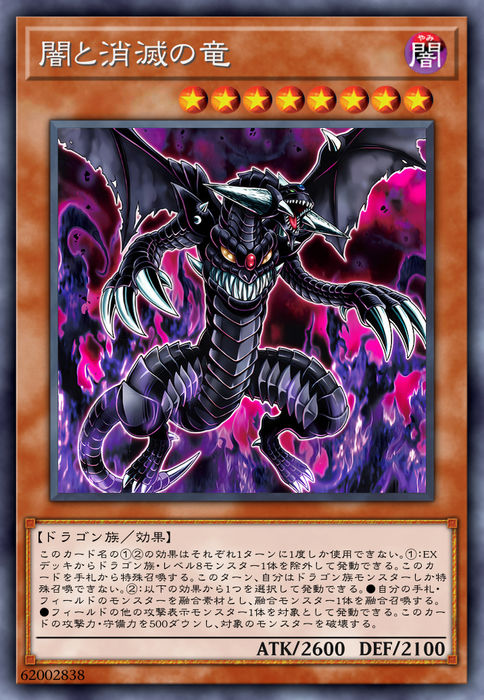 闇と消滅の竜
やみ
闇
【ドラゴン族／効果】
このカード名の①②の効果はそれぞれ1ターンに1度しか使用できない。①:EX
デッキからドラゴン族・レベル8モンスター1体を除外して発動できる。このカ
ードを手札から特殊召喚する。このターン、自分はドラゴン族モンスターしか特
殊召喚できない。②:以下の効果から1つを選択して発動できる。●自分の手札・
フィールドのモンスターを融合素材とし、融合モンスター1体を融合召喚する。
●フィールドの他の攻撃表示モンスター1体を対象として発動できる。このカー
ドの攻撃力・守備力を500ダウンし、対象のモンスターを破壊する。
ATK/2600 DEF/2100
62002838